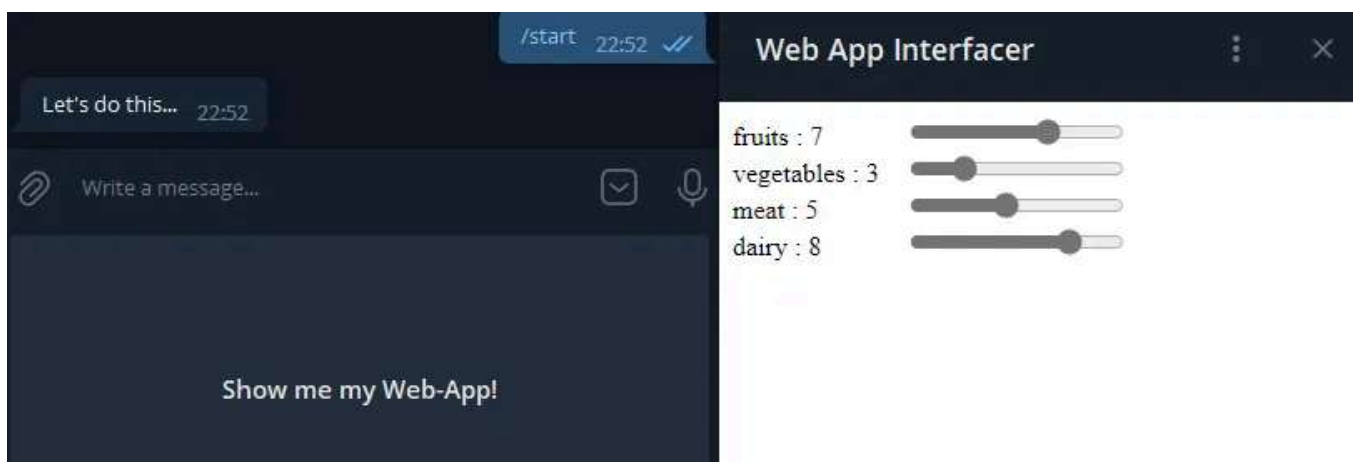 /start 22:52
Let's do this... 22:52
Write a message...
Show me my Web-App!
Web App Interfacer
fruits : 7
vegetables : 3
meat : 5
dairy : 8